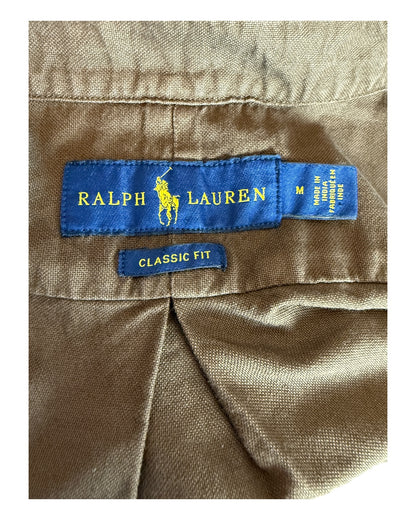 RALPH LAUREN
M
MADE IN
INDIA
FABRIQUÉ EN
INDE
CLASSIC FIT